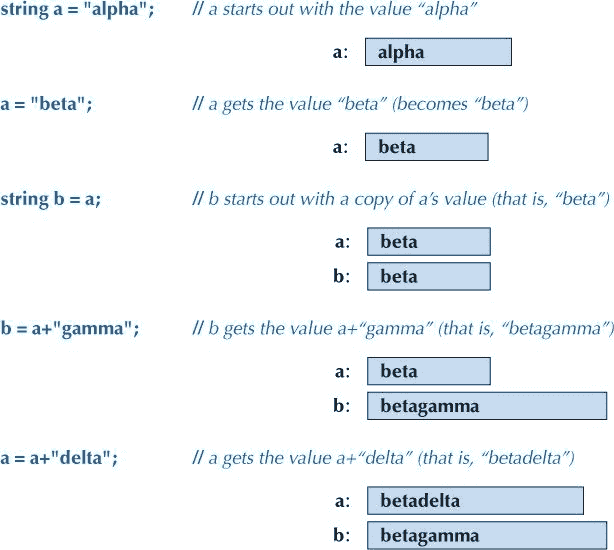 string a = "alpha"; // a starts out with the value “alpha”
a: alpha
a = "beta"; // a gets the value “beta” (becomes “beta”)
a: beta
string b = a; // b starts out with a copy of a’s value (that is, “beta”)
a: beta
b: beta
b = a+"gamma"; // b gets the value a+“gamma” (that is, “betagamma”)
a: beta
b: betagamma
a = a+"delta"; // a gets the value a+“delta” (that is, “betadelta”)
a: betadelta
b: betagamma